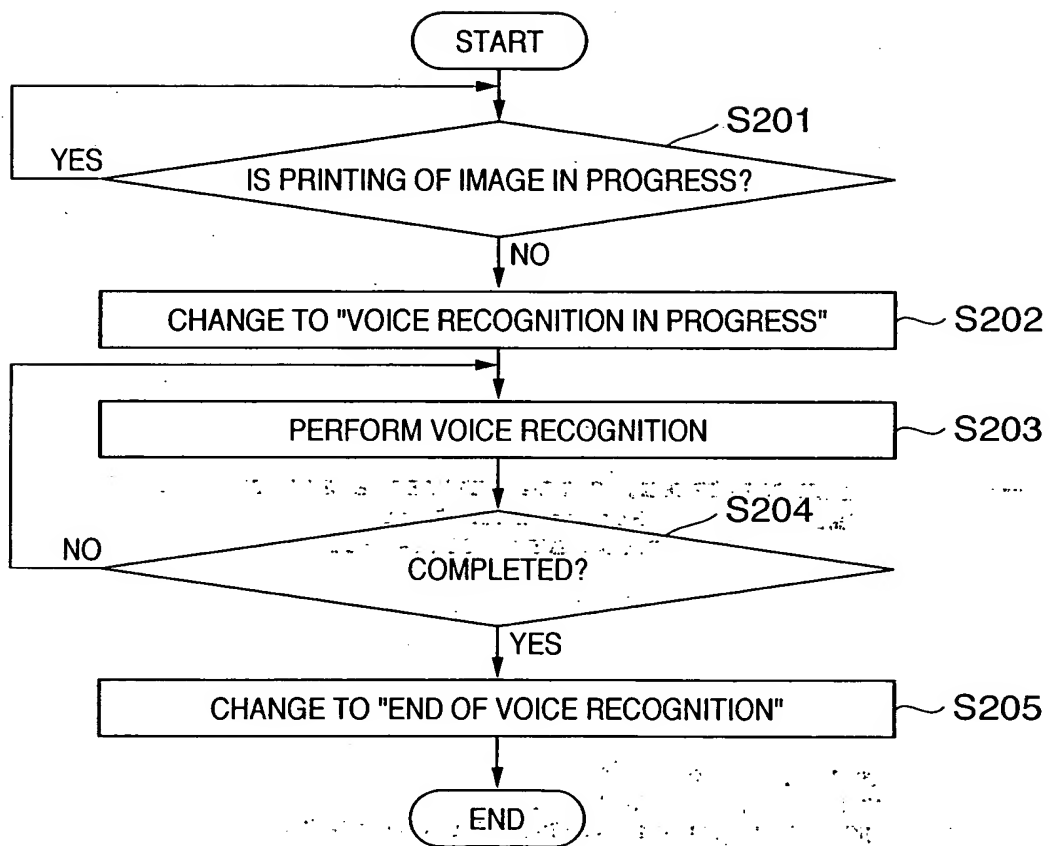 START
S201
YES
IS PRINTING OF IMAGE IN PROGRESS?
NO
CHANGE TO "VOICE RECOGNITION IN PROGRESS"
S202
PERFORM VOICE RECOGNITION
S203
S204
NO
COMPLETED?
YES
CHANGE TO "END OF VOICE RECOGNITION"
S205
END